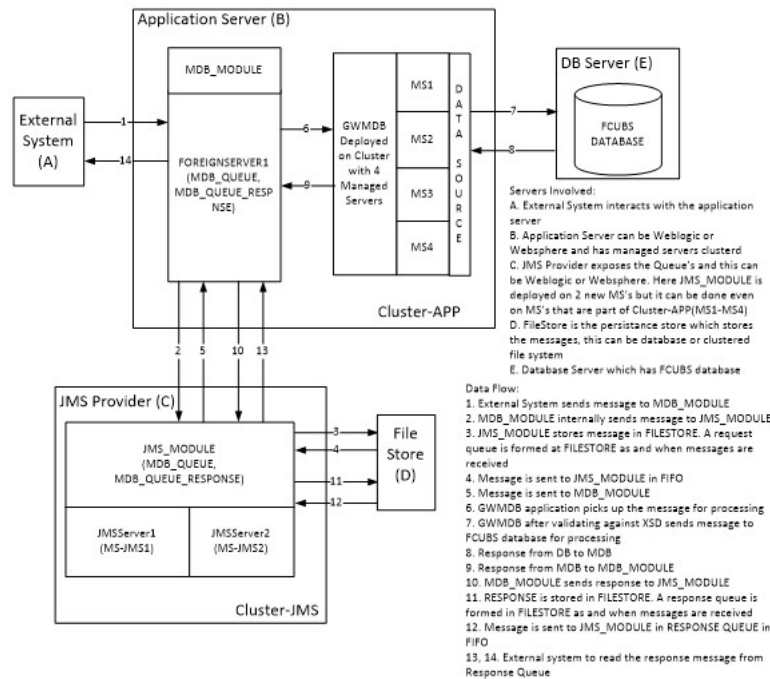 Application Server (B)
MDB_MODULE
FOREIGNSERVER1
(MDB_QUEUE,
MDB_QUEUE_RESP
NSE)
External
System
(A)
1
14
6
9
GWMDB
Deployed
on Cluster
with 4
Managed
Servers
MS1
MS2
MS3
MS4
DATA SOURCE
Cluster-APP
7
8
DB Server (E)
FCUBS
DATABASE
2
5
10
13
JMS Provider (C)
JMS_MODULE
(MDB_QUEUE,
MDB_QUEUE_RESPONSE)
JMSServer1
(MS-JMS1)
JMSServer2
(MS-JMS2)
Cluster-JMS
3
4
11
12
File
Store
(D)
Servers Involved:
A. External System interacts with the application
server
B. Application Server can be Weblogic or
Websphere and has managed servers clusterd
C. JMS Provider exposes the Queue's and this can
be Weblogic or Websphere. Here JMS_MODULE is
deployed on 2 new MS's but it can be done even
on MS's that are part of Cluster-APP(MS1-MS4)
D. FileStore is the persistance store which stores
the messages, this can be database or clustered
file system
E. Database Server which has FCUBS database
Data Flow:
1. External System sends message to MDB_MODULE
2. MDB_MODULE internally sends message to JMS_MODULE
3. JMS_MODULE stores message in FILESTORE. A request
queue is formed at FILESTORE as and when messages are
received
4. Message is sent to JMS_MODULE in FIFO
5. Message is sent to MDB_MODULE
6. GWMDB application picks up the message for processing
7. GWMDB after validating against XSD sends message to
FCUBS database for processing
8. Response from DB to MDB
9. Response from MDB to MDB_MODULE
10. MDB_MODULE sends response to JMS_MODULE
11. RESPONSE is stored in FILESTORE. A response queue is
formed in FILESTORE as and when messages are received
12. Message is sent to JMS_MODULE in RESPONSE QUEUE in
FIFO
13, 14. External system to read the response message from
Response Queue